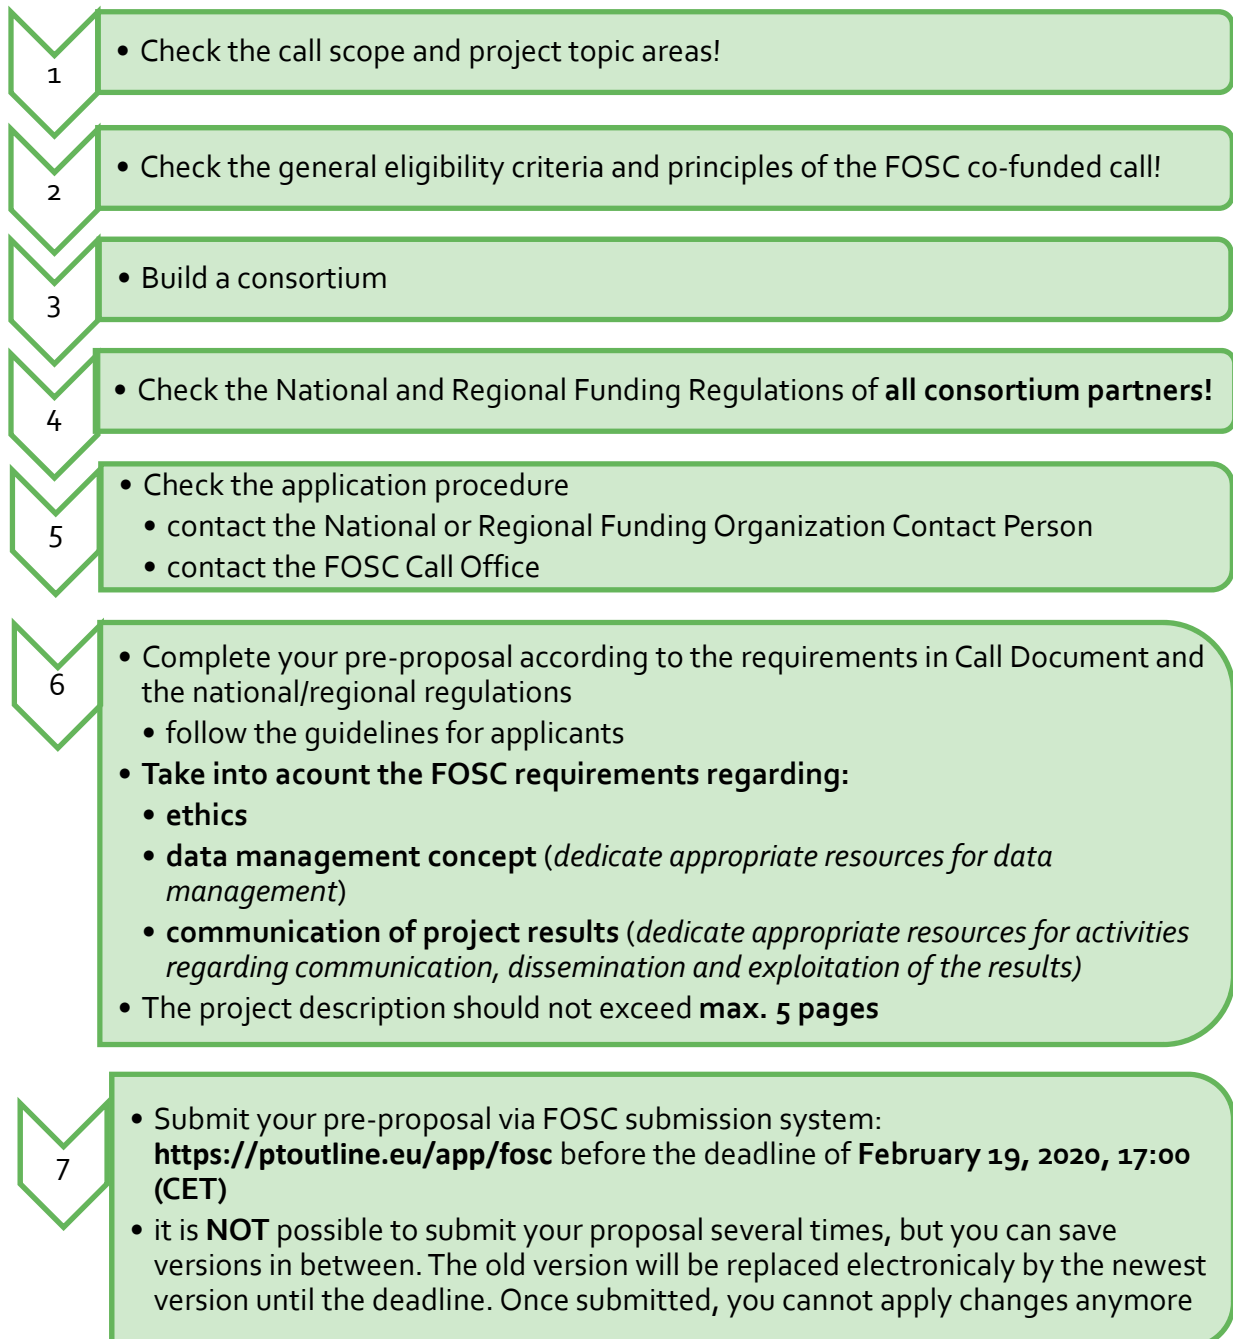 1
• Check the call scope and project topic areas!
2
• Check the general eligibility criteria and principles of the FOSC co-funded call!
3
• Build a consortium
4
• Check the National and Regional Funding Regulations of all consortium partners!
5
• Check the application procedure
• contact the National or Regional Funding Organization Contact Person
• contact the FOSC Call Office
6
• Complete your pre-proposal according to the requirements in Call Document and
the national/regional regulations
• follow the guidelines for applicants
• Take into acount the FOSC requirements regarding:
• ethics
• data management concept (dedicate appropriate resources for data
management)
• communication of project results (dedicate appropriate resources for activities
regarding communication, dissemination and exploitation of the results)
• The project description should not exceed max. 5 pages
7
• Submit your pre-proposal via FOSC submission system:
https://ptoutline.eu/app/fosc before the deadline of February 19, 2020, 17:00
(CET)
• it is NOT possible to submit your proposal several times, but you can save
versions in between. The old version will be replaced electronicaly by the newest
version until the deadline. Once submitted, you cannot apply changes anymore